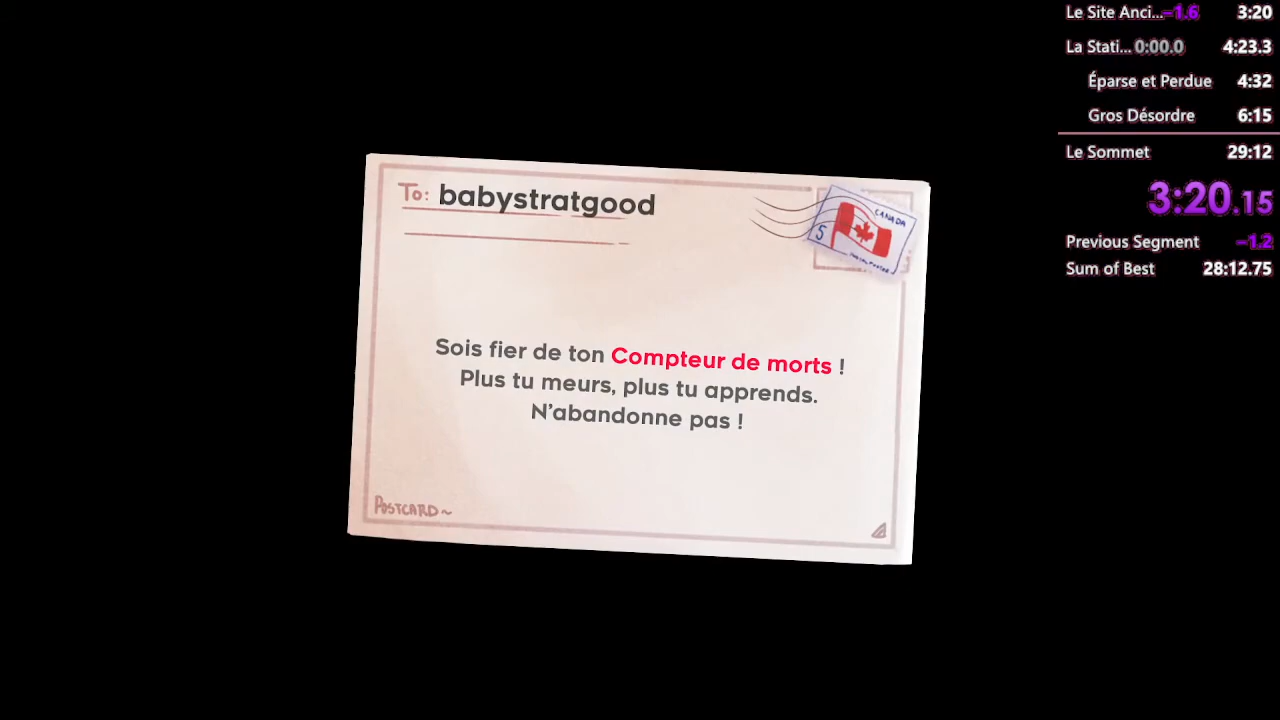 Le Site Anci... −1.6 3:20
La Stati... 0:00.0 4:23.3
Éparse et Perdue 4:32
Gros Désordre 6:15
Le Sommet 29:12
3:20.15
Previous Segment −1.2
Sum of Best 28:12.75
To: babystratgood
CANADA
5
Sois fier de ton Compteur de morts !
Plus tu meurs, plus tu apprends.
N'abandonne pas !
POSTCARD~